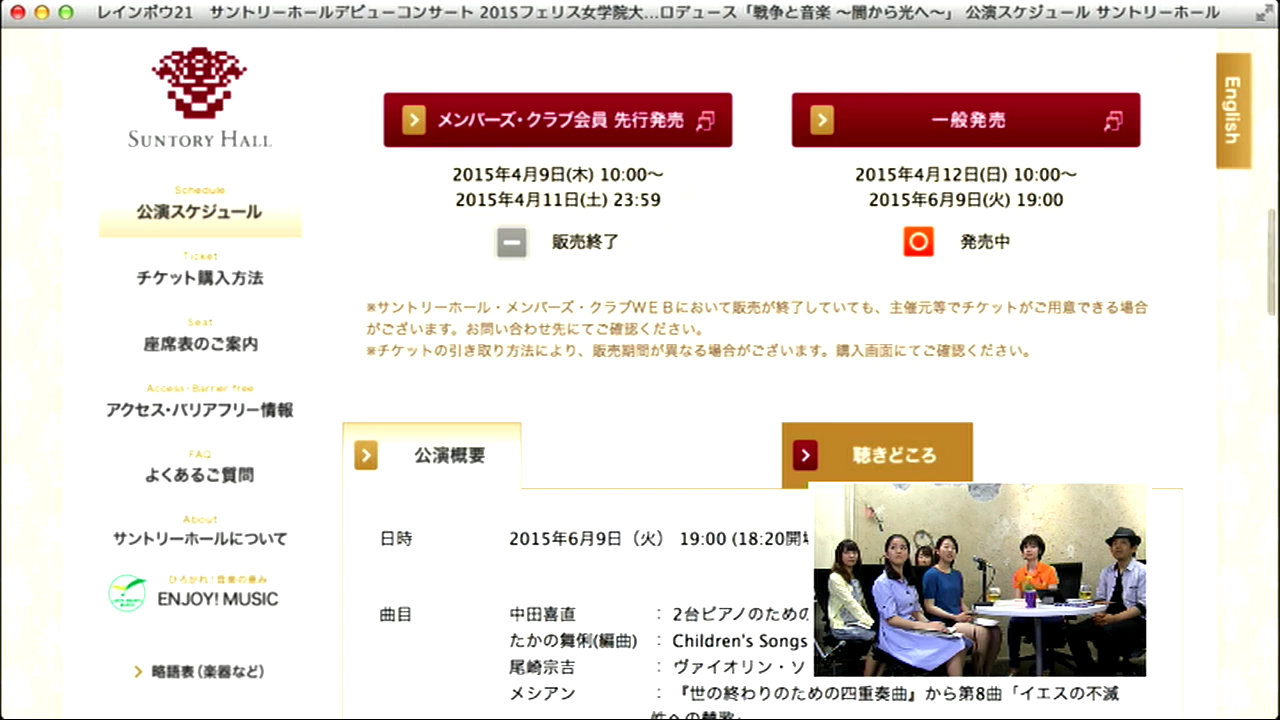 レインボウ21 サントリーホールデビューコンサート 2015フェリス女学院大...ロデュース「戦争と音楽 〜闇から光へ〜」 公演スケジュール サントリーホール
SUNTORY HALL
English
メンバーズ・クラブ会員 先行発売
一般発売
2015年4月9日(木) 10:00〜
2015年4月11日(土) 23:59
2015年4月12日(日) 10:00〜
2015年6月9日(火) 19:00
販売終了
発売中
Schedule
公演スケジュール
Ticket
チケット購入方法
Seat
座席表のご案内
Access・Barrier free
アクセス・バリアフリー情報
FAQ
よくあるご質問
About
サントリーホールについて
ひろがれ！音楽の恵み
ENJOY! MUSIC
略語表（楽器など）
※サントリーホール・メンバーズ・クラブＷＥＢにおいて販売が終了していても、主催元等でチケットがご用意できる場合
がございます。お問い合わせ先にてご確認ください。
※チケットの引き取り方法により、販売期間が異なる場合がございます。購入画面にてご確認ください。
公演概要
聴きどころ
日時 2015年6月9日（火） 19:00 (18:20開場
曲目 中田喜直 ： 2台ピアノのための
たかの舞俐(編曲) ： Children's Songs
尾崎宗吉 ： ヴァイオリン・ソ
メシアン ： 『世の終わりのための四重奏曲』から第8曲「イエスの不滅
性への賛歌」